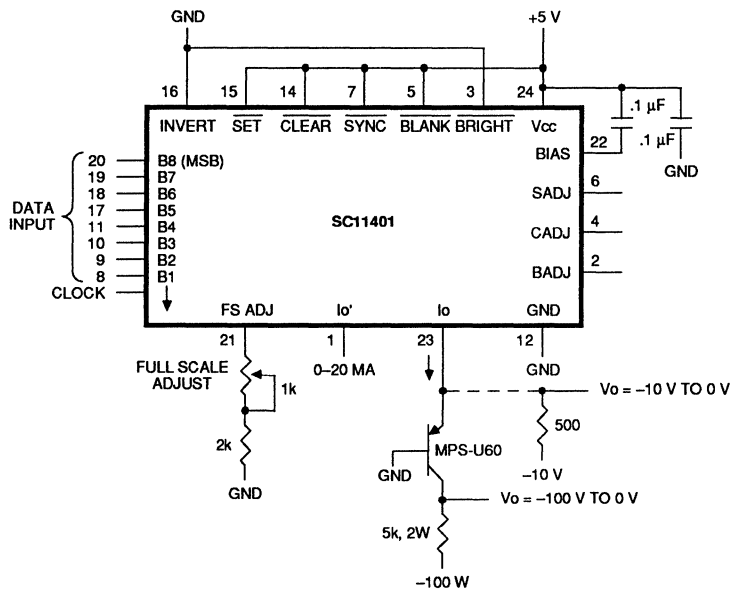 GND
+5 V
16 15 14 7 5 3 24
.1 µF
.1 µF
GND
INVERT SET CLEAR SYNC BLANK BRIGHT Vcc
BIAS 22
20 B8 (MSB)
19 B7
18 B6
17 B5
11 B4
10 B3
9 B2
8 B1
DATA
INPUT
CLOCK
SC11401
SADJ 6
CADJ 4
BADJ 2
FS ADJ Io' Io GND
21 1 23 12
FULL SCALE
ADJUST
1k
0–20 MA
GND
Vo = –10 V TO 0 V
2k
GND
MPS-U60
GND
500
–10 V
Vo = –100 V TO 0 V
5k, 2W
–100 W